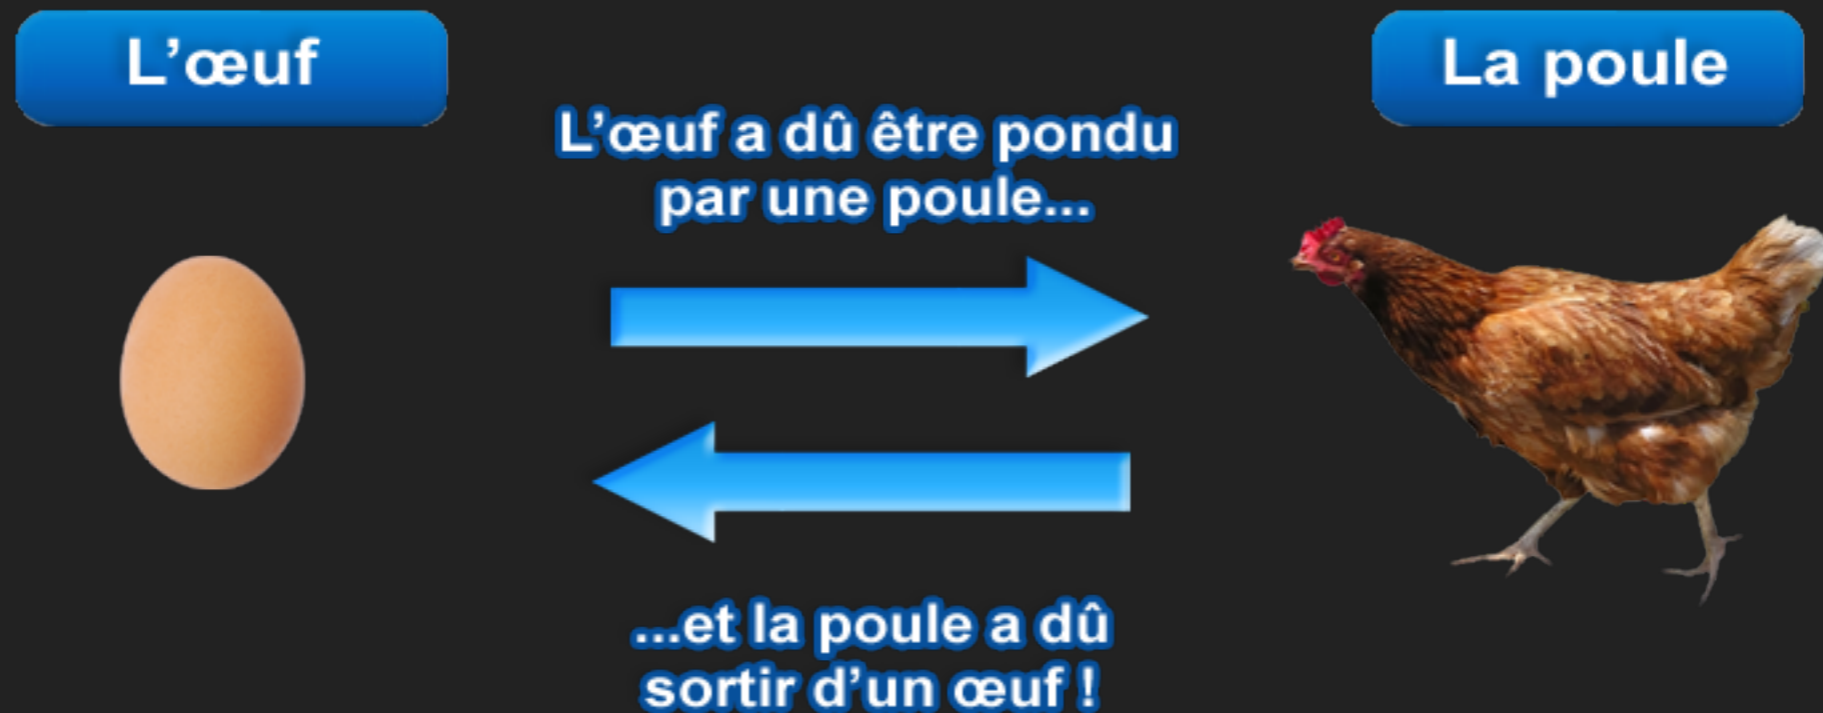 L’œuf
La poule
L’œuf a dû être pondu
par une poule...
...et la poule a dû
sortir d’un œuf !